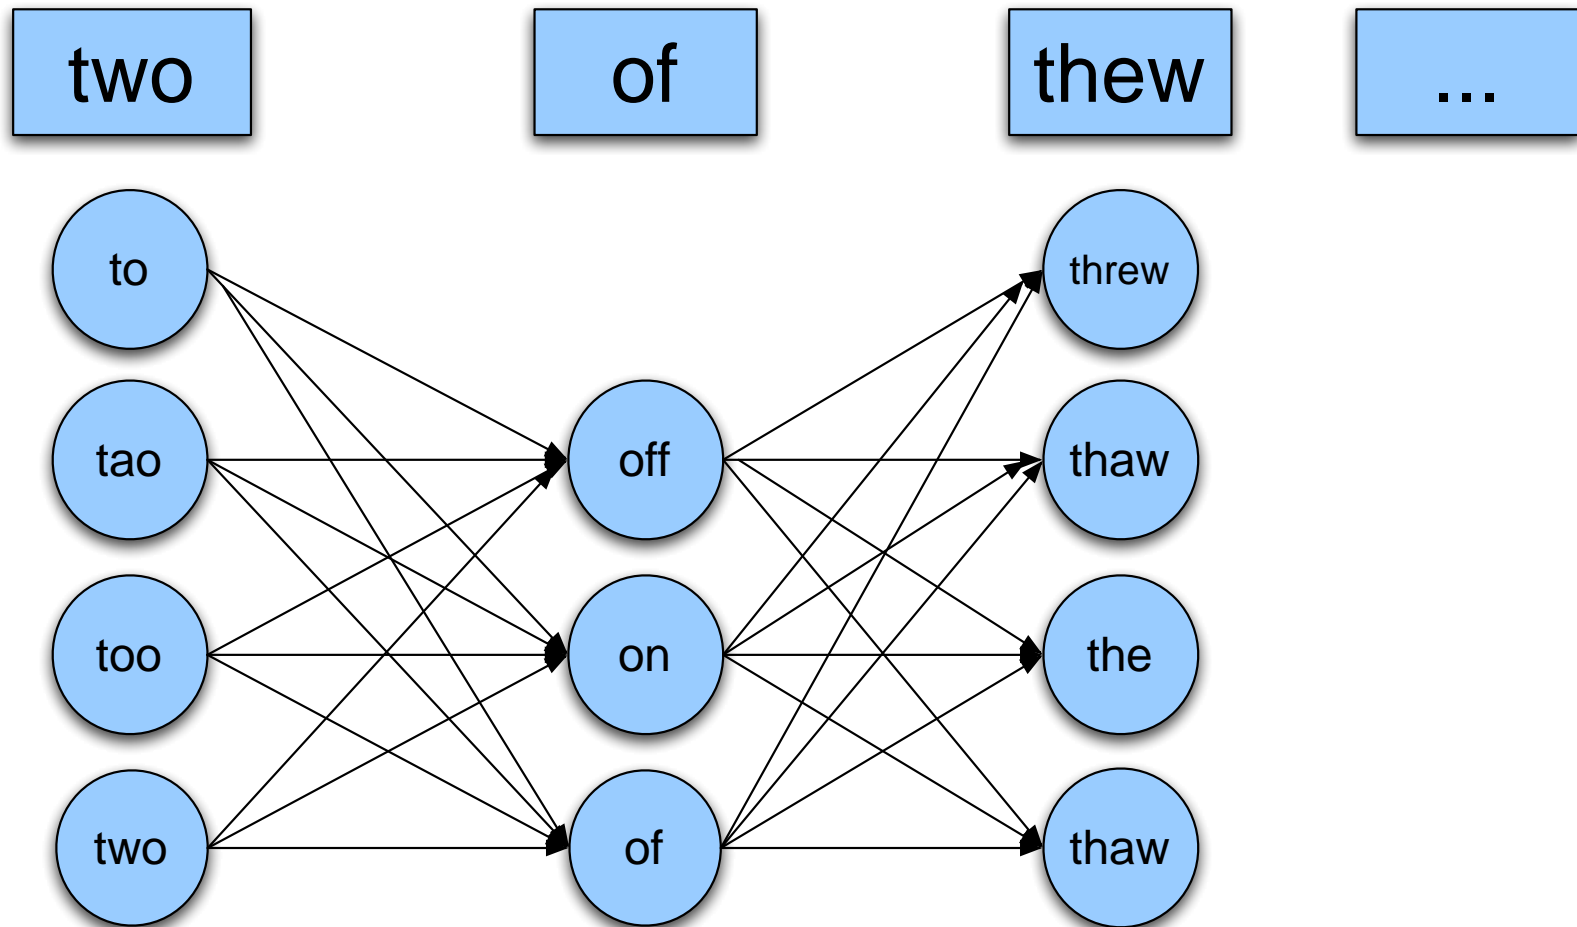 two of thew ...
to threw
tao off thaw
too on the
two of thaw